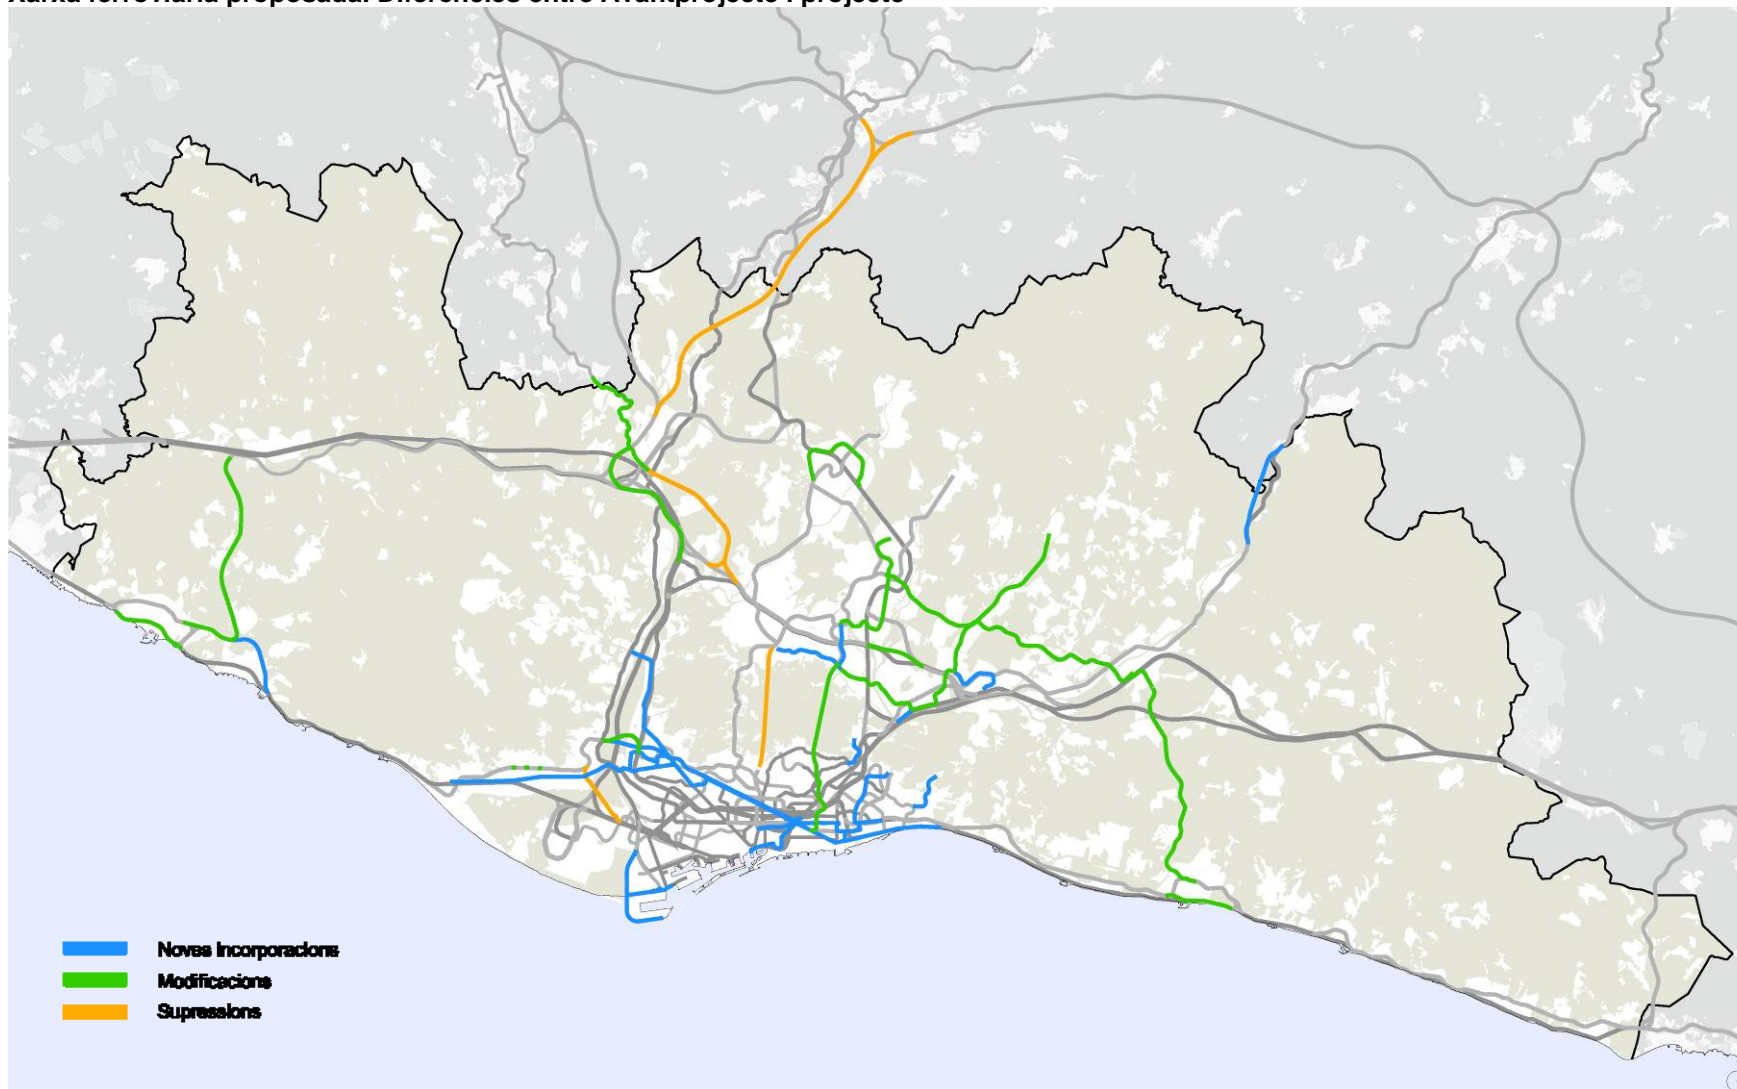 Xarxa ferroviària proposada. Diferències entre Avantprojecte i projecte
Noves Incorporacions
Modificacions
Supressions